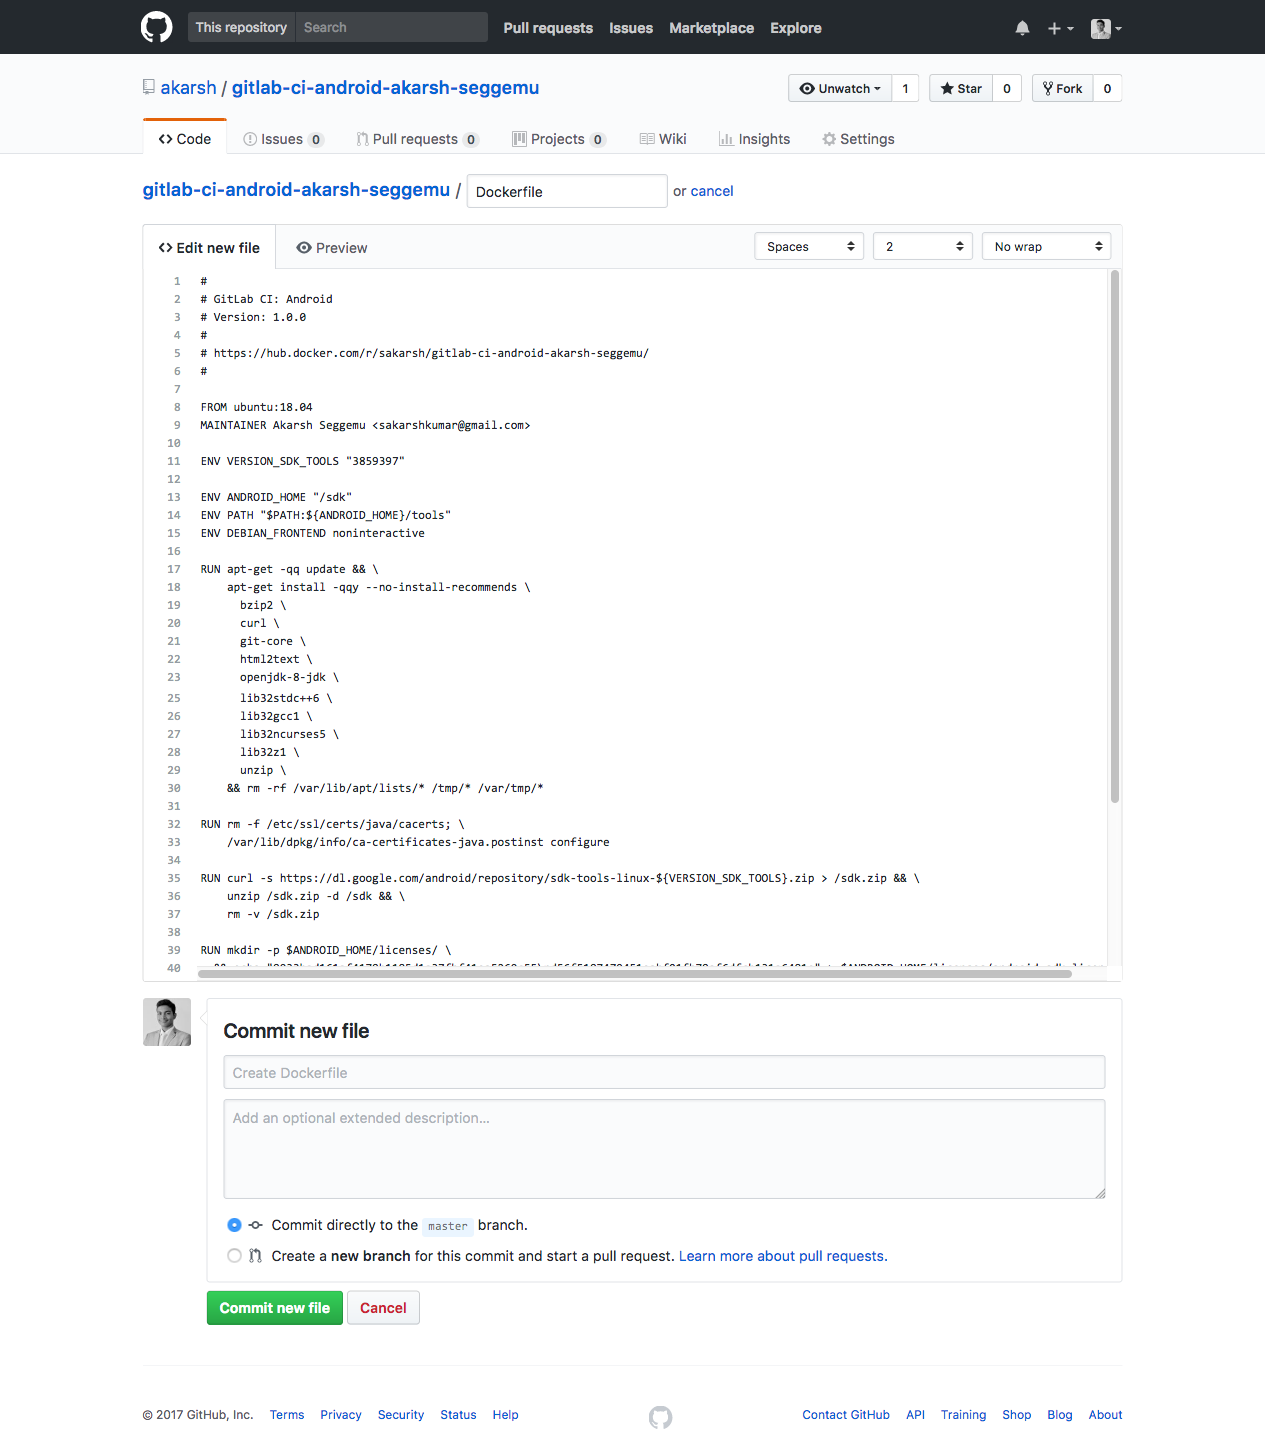 This repository Search Pull requests Issues Marketplace Explore
akarsh / gitlab-ci-android-akarsh-seggemu Unwatch 1 Star 0 Fork 0
Code Issues 0 Pull requests 0 Projects 0 Wiki Insights Settings
gitlab-ci-android-akarsh-seggemu / Dockerfile or cancel
Edit new file Preview Spaces 2 No wrap
1 #
2 # GitLab CI: Android
3 # Version: 1.0.0
4 #
5 # https://hub.docker.com/r/sakarsh/gitlab-ci-android-akarsh-seggemu/
6 #
7
8 FROM ubuntu:18.04
9 MAINTAINER Akarsh Seggemu <sakarshkumar@gmail.com>
10
11 ENV VERSION_SDK_TOOLS "3859397"
12
13 ENV ANDROID_HOME "/sdk"
14 ENV PATH "$PATH:${ANDROID_HOME}/tools"
15 ENV DEBIAN_FRONTEND noninteractive
16
17 RUN apt-get -qq update && \
18 apt-get install -qqy --no-install-recommends \
19 bzip2 \
20 curl \
21 git-core \
22 html2text \
23 openjdk-8-jdk \
25 lib32stdc++6 \
26 lib32gcc1 \
27 lib32ncurses5 \
28 lib32z1 \
29 unzip \
30 && rm -rf /var/lib/apt/lists/* /tmp/* /var/tmp/*
31
32 RUN rm -f /etc/ssl/certs/java/cacerts; \
33 /var/lib/dpkg/info/ca-certificates-java.postinst configure
34
35 RUN curl -s https://dl.google.com/android/repository/sdk-tools-linux-${VERSION_SDK_TOOLS}.zip > /sdk.zip && \
36 unzip /sdk.zip -d /sdk && \
37 rm -v /sdk.zip
38
39 RUN mkdir -p $ANDROID_HOME/licenses/ \
40
Commit new file
Create Dockerfile
Add an optional extended description...
Commit directly to the master branch.
Create a new branch for this commit and start a pull request. Learn more about pull requests.
Commit new file Cancel
© 2017 GitHub, Inc. Terms Privacy Security Status Help Contact GitHub API Training Shop Blog About